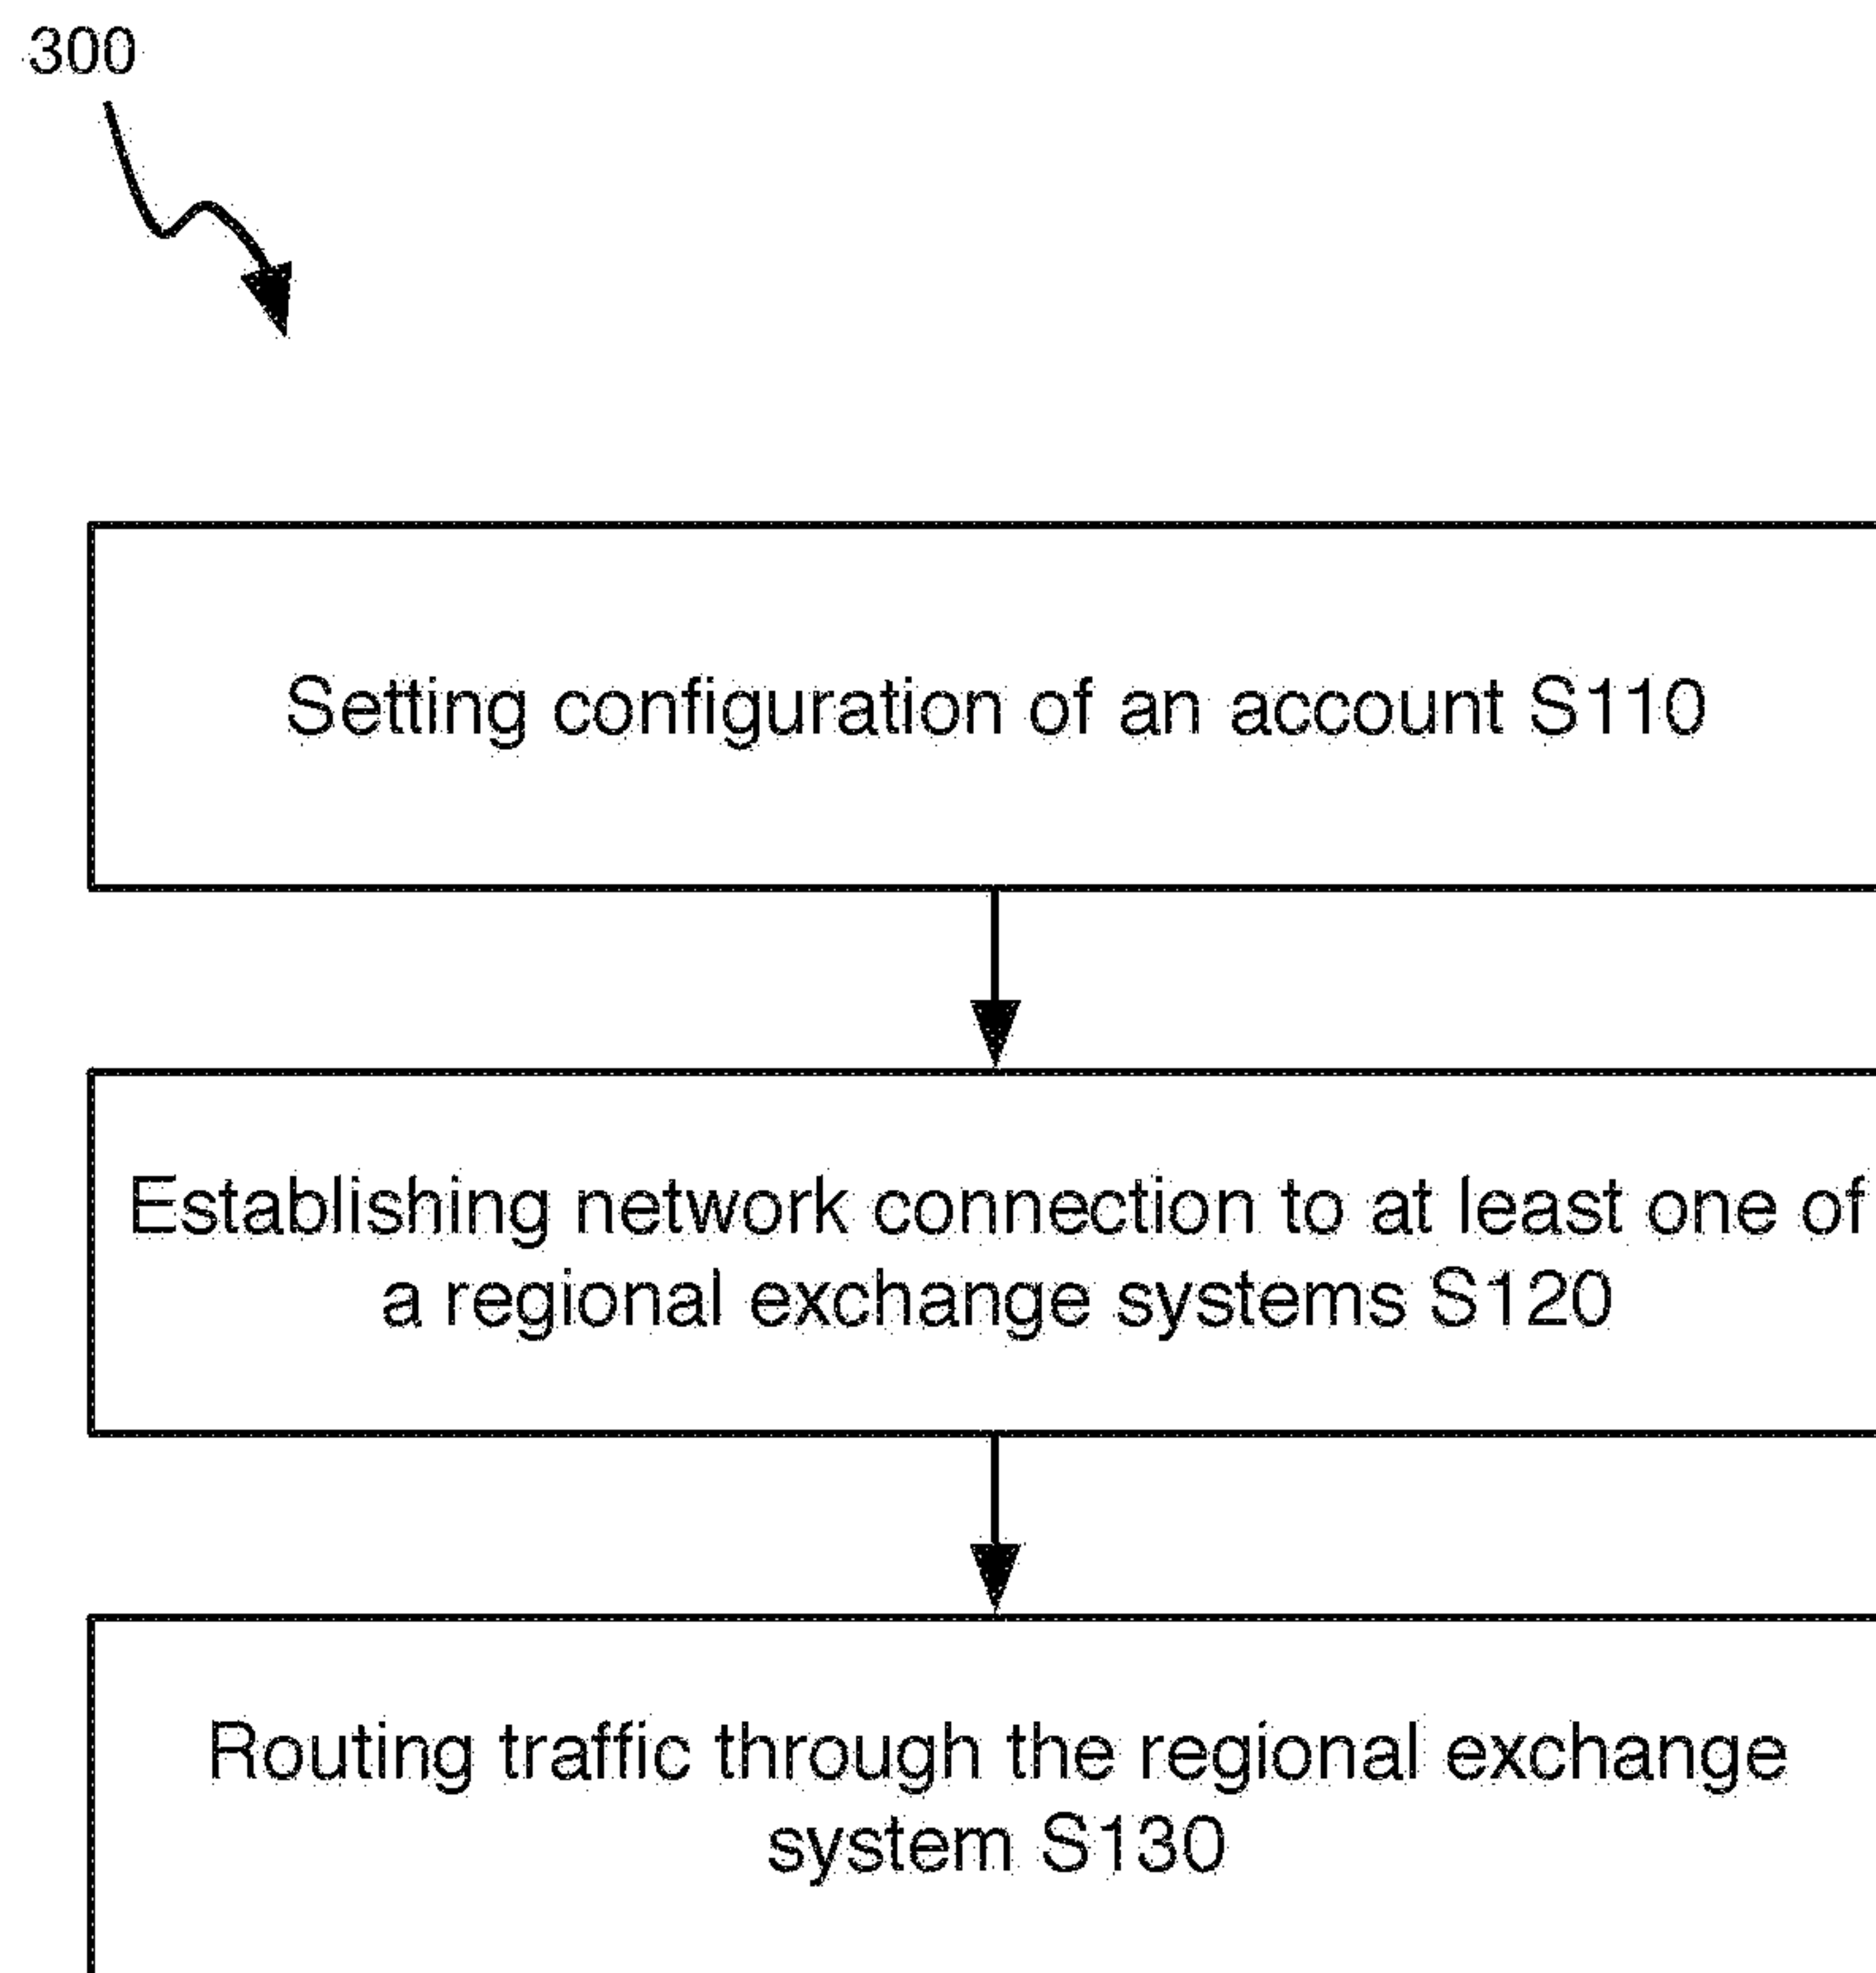 300
Setting configuration of an account S110
Establishing network connection to at least one of
a regional exchange systems S120
Routing traffic through the regional exchange
system S130